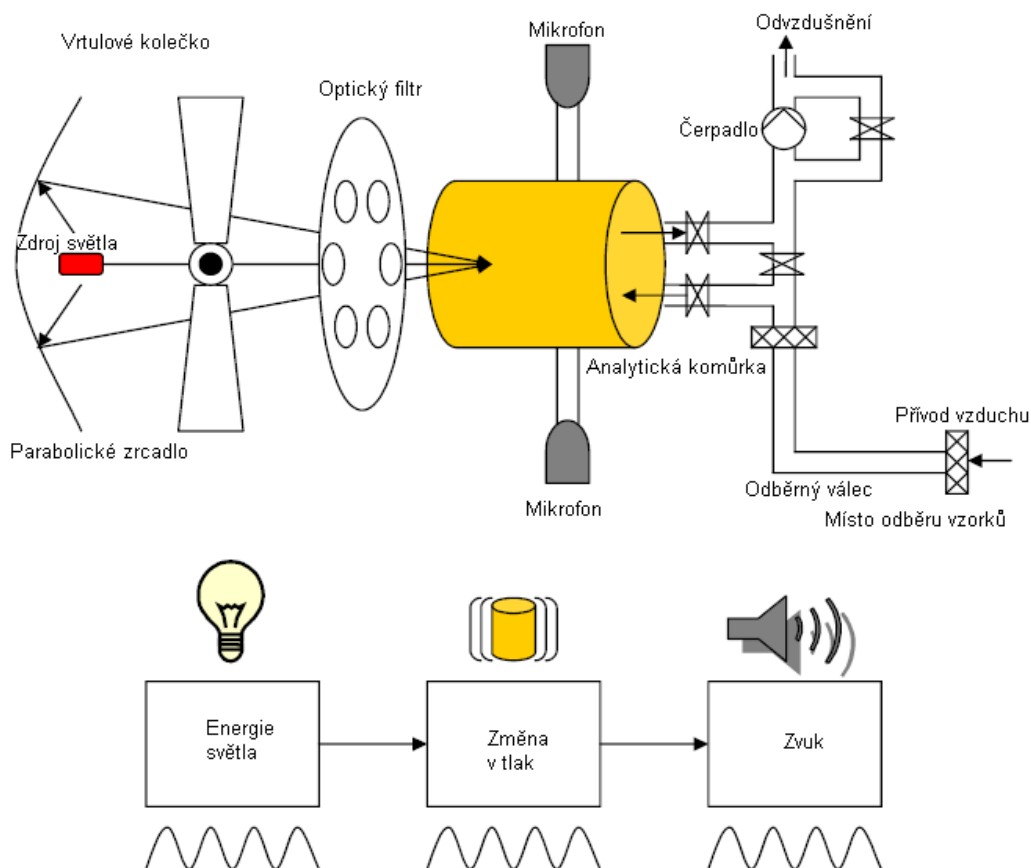 Vrtulové kolečko
Mikrofon
Odvzdušnění
Optický filtr
Čerpadlo
Zdroj světla
Analytická komůrka
Přívod vzduchu
Parabolické zrcadlo
Odběrný válec
Mikrofon
Místo odběru vzorků
Energie
světla
Změna
v tlak
Zvuk